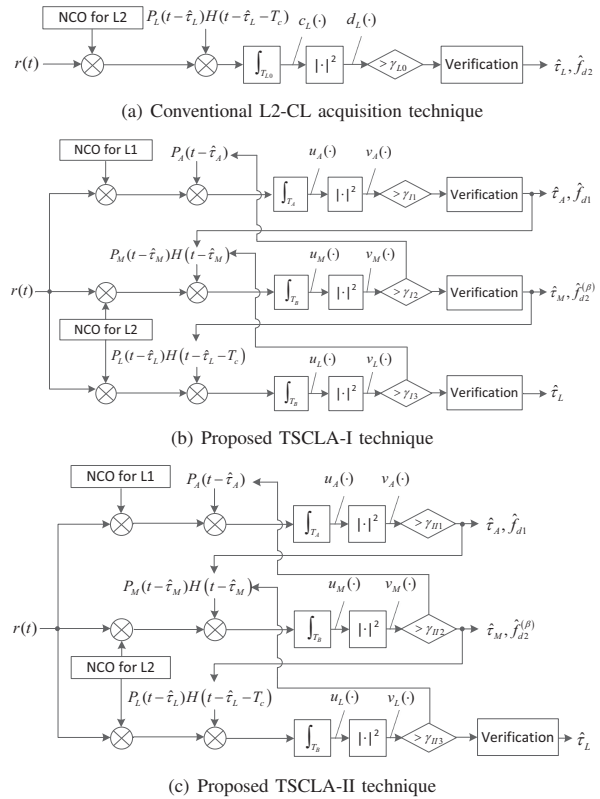 NCO for L2
P_L(t−τ̂_L)H(t−τ̂_L−T_c)
c_L(·)
d_L(·)
r(t)
∫_{T_{L0}}
|·|²
> γ_{L0}
Verification
τ̂_L, f̂_{d2}
(a) Conventional L2-CL acquisition technique
NCO for L1
P_A(t−τ̂_A)
u_A(·)
v_A(·)
∫_{T_A}
|·|²
> γ_{I1}
Verification
τ̂_A, f̂_{d1}
P_M(t−τ̂_M)H(t−τ̂_M)
u_M(·)
v_M(·)
r(t)
∫_{T_B}
|·|²
> γ_{I2}
Verification
τ̂_M, f̂_{d2}^{(β)}
NCO for L2
P_L(t−τ̂_L)H(t−τ̂_L−T_c)
u_L(·)
v_L(·)
∫_{T_B}
|·|²
> γ_{I3}
Verification
τ̂_L
(b) Proposed TSCLA-I technique
NCO for L1
P_A(t−τ̂_A)
u_A(·)
v_A(·)
∫_{T_A}
|·|²
> γ_{II1}
τ̂_A, f̂_{d1}
P_M(t−τ̂_M)H(t−τ̂_M)
u_M(·)
v_M(·)
r(t)
∫_{T_B}
|·|²
> γ_{II2}
τ̂_M, f̂_{d2}^{(β)}
NCO for L2
P_L(t−τ̂_L)H(t−τ̂_L−T_c)
u_L(·)
v_L(·)
∫_{T_B}
|·|²
> γ_{II3}
Verification
τ̂_L
(c) Proposed TSCLA-II technique